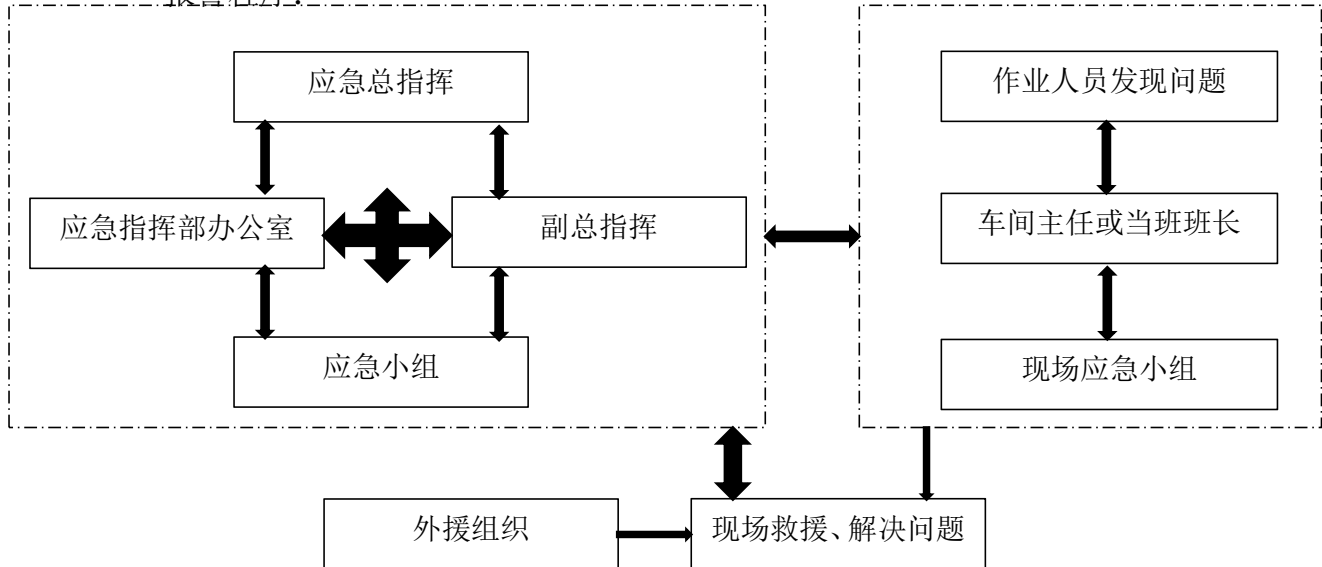 应急总指挥
作业人员发现问题
应急指挥部办公室
副总指挥
车间主任或当班班长
应急小组
现场应急小组
外援组织
现场救援、解决问题